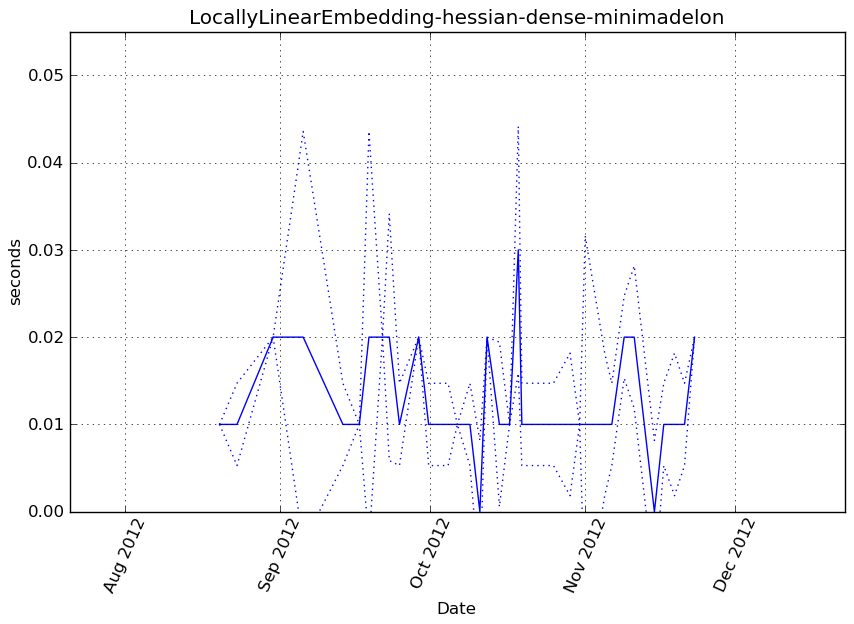 LocallyLinearEmbedding-hessian-dense-minimadelon
0.05
0.04
0.03
0.02
0.01
0.00
seconds
Aug 2012
Sep 2012
Oct 2012
Nov 2012
Dec 2012
Date